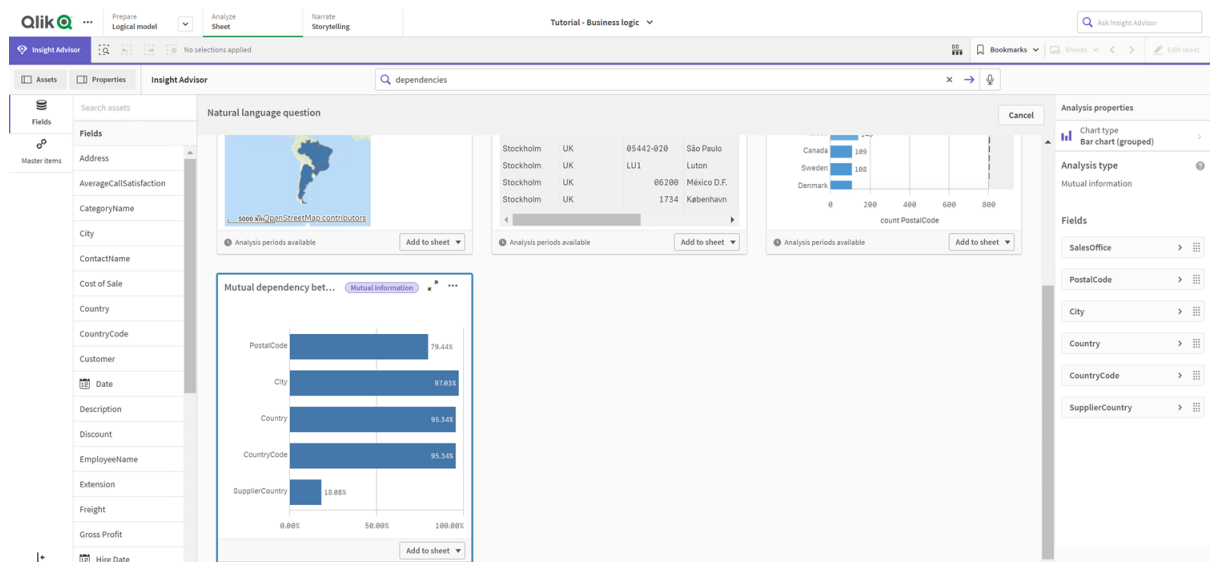 Qlik
Prepare
Logical model
Analyze
Sheet
Narrate
Storytelling
Tutorial - Business logic
Ask Insight Advisor
Insight Advisor
No selections applied
Bookmarks
Sheets
Edit sheet
Assets
Properties
Insight Advisor
dependencies
Fields
Master items
Search assets
Fields
Address
AverageCallSatisfaction
CategoryName
City
ContactName
Cost of Sale
Country
CountryCode
Customer
Date
Description
Discount
EmployeeName
Extension
Freight
Gross Profit
Hire Date
Natural language question
Cancel
5000 km
OpenStreetMap contributors
Analysis periods available
Add to sheet
Stockholm UK 05442-020 São Paulo
Stockholm UK LU1 Luton
Stockholm UK 06200 México D.F.
Stockholm UK 1734 København
Analysis periods available
Add to sheet
Canada 109
Sweden 108
Denmark
0 200 400 600 800
count PostalCode
Analysis periods available
Add to sheet
Mutual dependency bet...
Mutual information
PostalCode 79.44%
City 97.03%
Country 95.34%
CountryCode 95.34%
SupplierCountry 18.08%
0.00% 50.00% 100.00%
Add to sheet
Analysis properties
Chart type
Bar chart (grouped)
Analysis type
Mutual information
Fields
SalesOffice
PostalCode
City
Country
CountryCode
SupplierCountry